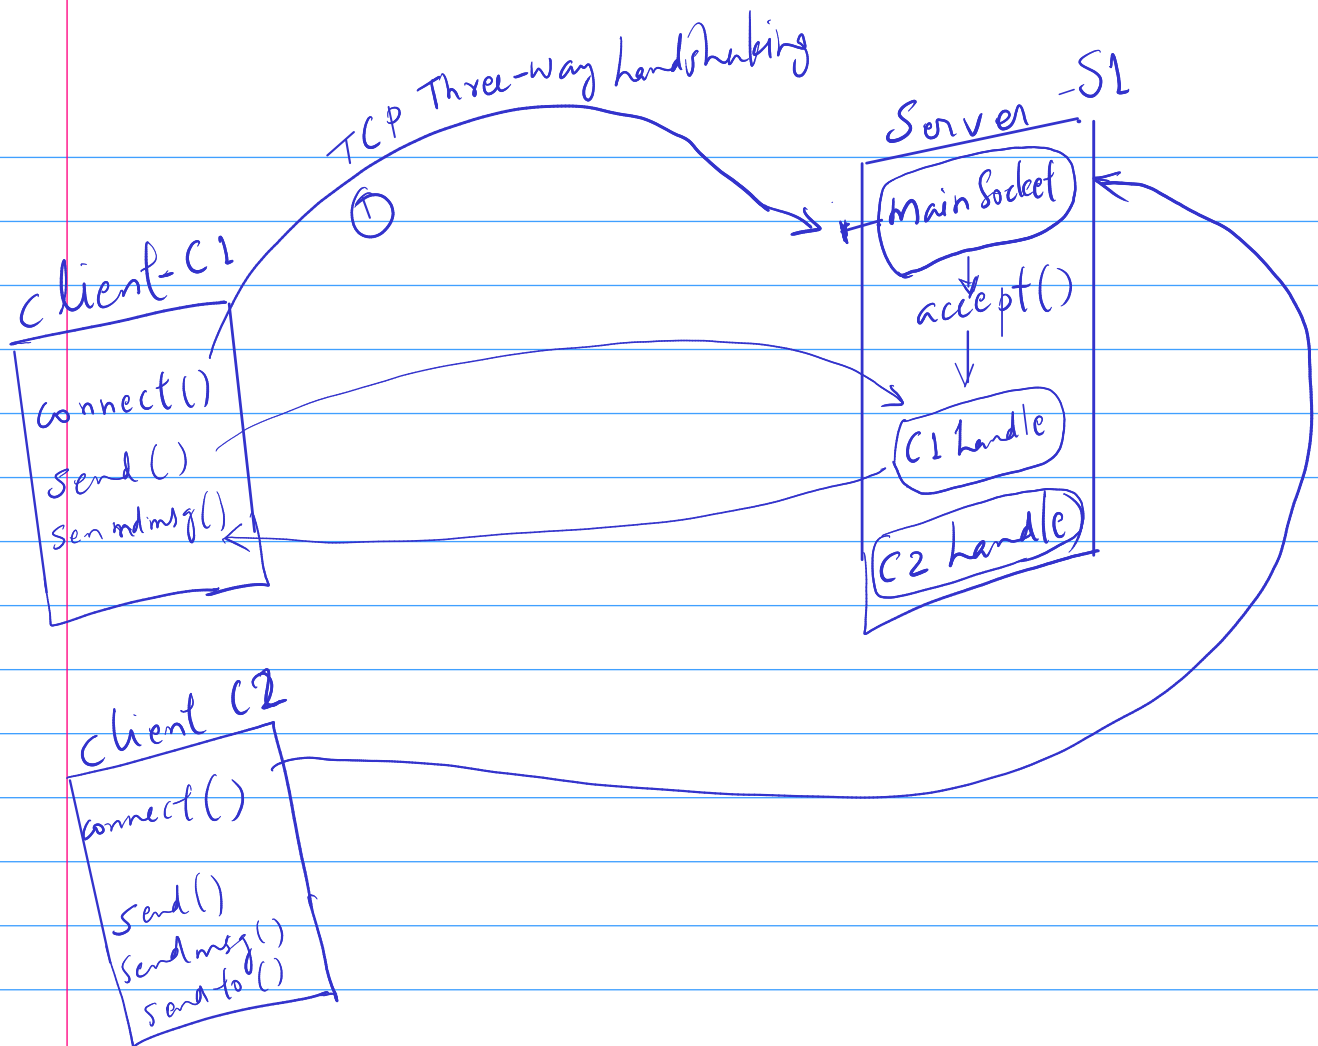 TCP Three-way handshaking
1
Server -S1
main Socket
accept()
C1 handle
C2 handle
Client-C1
connect()
send()
senmdmsg()
Client C2
connect()
send()
sendmsg()
sendto()